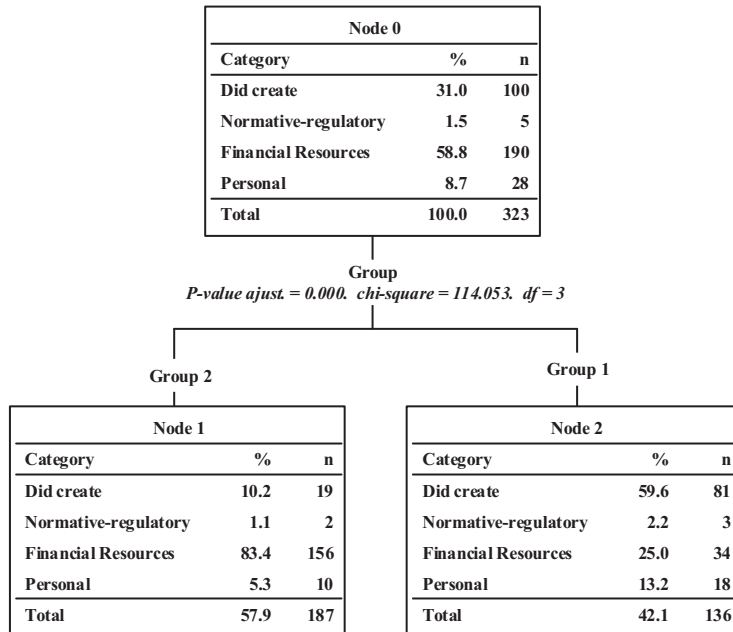 Node 0
Category % n
Did create 31.0 100
Normative-regulatory 1.5 5
Financial Resources 58.8 190
Personal 8.7 28
Total 100.0 323
Group
P-value ajust. = 0.000. chi-square = 114.053. df = 3
Group 2
Group 1
Node 1
Category % n
Did create 10.2 19
Normative-regulatory 1.1 2
Financial Resources 83.4 156
Personal 5.3 10
Total 57.9 187
Node 2
Category % n
Did create 59.6 81
Normative-regulatory 2.2 3
Financial Resources 25.0 34
Personal 13.2 18
Total 42.1 136